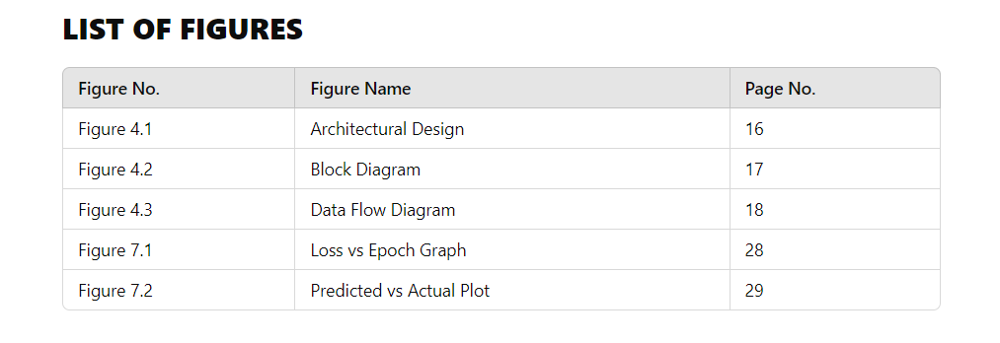 LIST OF FIGURES
Figure No. Figure Name Page No.
Figure 4.1 Architectural Design 16
Figure 4.2 Block Diagram 17
Figure 4.3 Data Flow Diagram 18
Figure 7.1 Loss vs Epoch Graph 28
Figure 7.2 Predicted vs Actual Plot 29